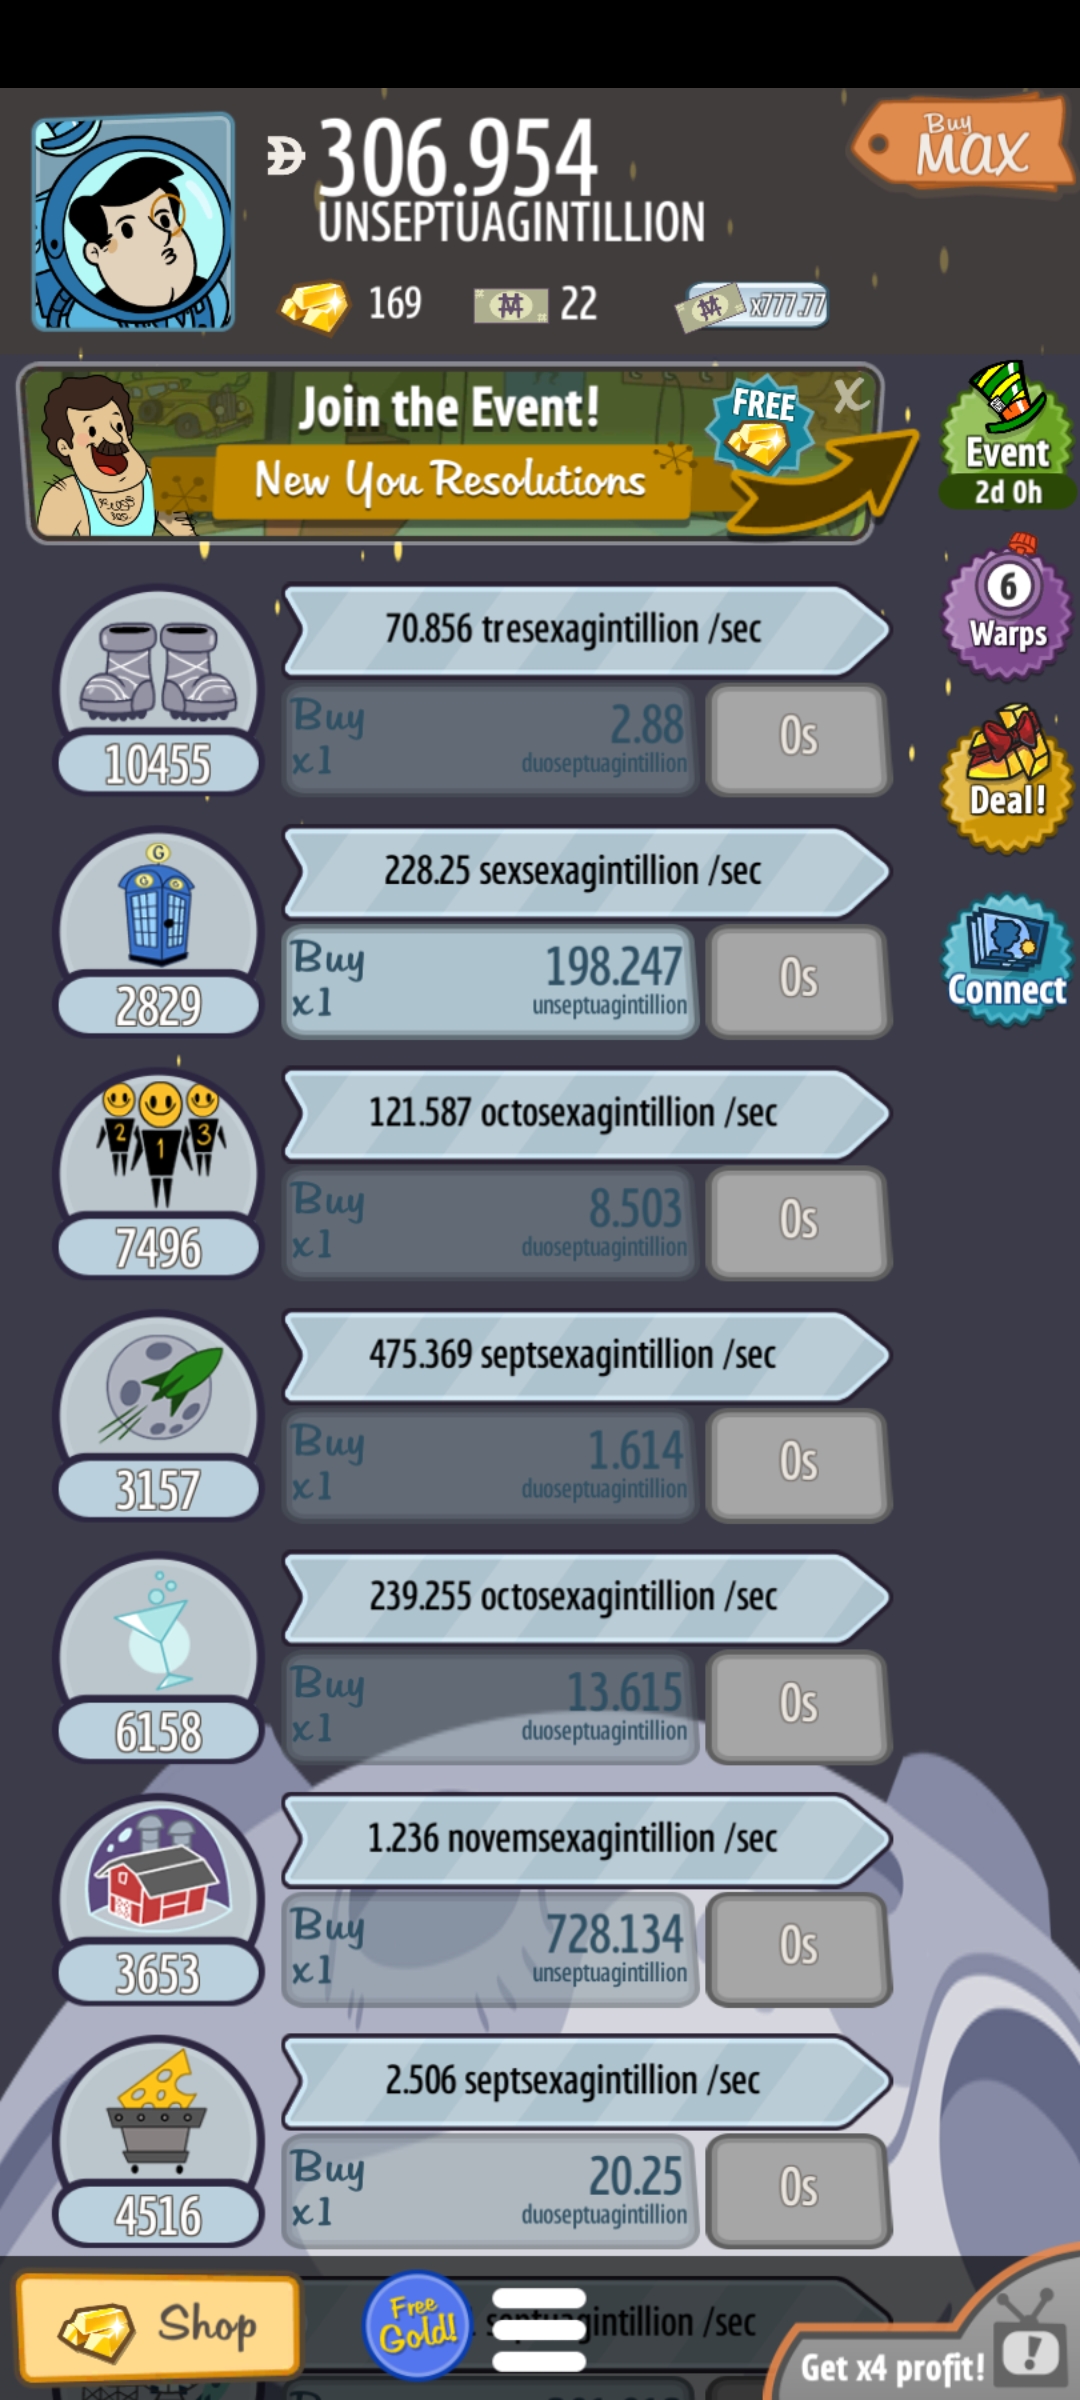 306.954
UNSEPTUAGINTILLION
Buy
MAX
169
22
x777.77
Join the Event!
New You Resolutions
FREE
X
Event
2d 0h
70.856 tresexagintillion /sec
10455
Buy
x1
2.88
duoseptuagintillion
0s
6
Warps
Deal!
G
228.25 sexsexagintillion /sec
2829
Buy
x1
198.247
unseptuagintillion
0s
Connect
2 1 3
121.587 octosexagintillion /sec
7496
Buy
x1
8.503
duoseptuagintillion
0s
475.369 septsexagintillion /sec
3157
Buy
x1
1.614
duoseptuagintillion
0s
239.255 octosexagintillion /sec
6158
Buy
x1
13.615
duoseptuagintillion
0s
1.236 novemsexagintillion /sec
3653
Buy
x1
728.134
unseptuagintillion
0s
2.506 septsexagintillion /sec
4516
Buy
x1
20.25
duoseptuagintillion
0s
Shop
Free
Gold!
septuagintillion /sec
Get x4 profit!
!